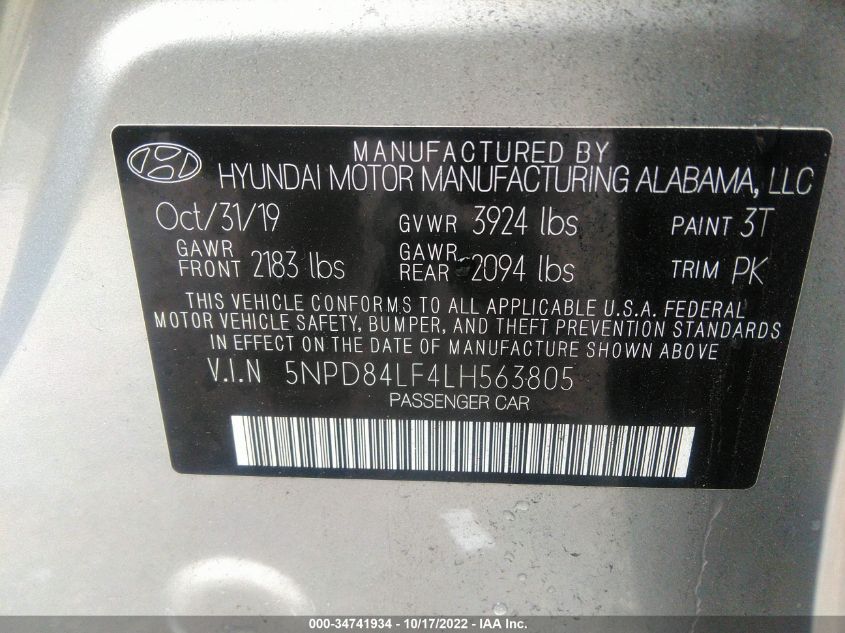 MANUFACTURED BY
HYUNDAI MOTOR MANUFACTURING ALABAMA, LLC
Oct/31/19 GVWR 3924 lbs PAINT 3T
GAWR FRONT 2183 lbs GAWR REAR 2094 lbs TRIM PK
THIS VEHICLE CONFORMS TO ALL APPLICABLE U.S.A. FEDERAL
MOTOR VEHICLE SAFETY, BUMPER, AND THEFT PREVENTION STANDARDS
IN EFFECT ON THE DATE OF MANUFACTURE SHOWN ABOVE
V.I.N 5NPD84LF4LH563805
PASSENGER CAR
000-34741934 - 10/17/2022 - IAA Inc.